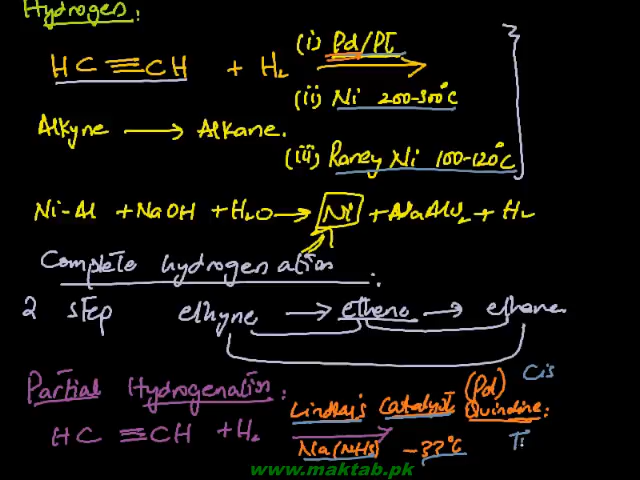 Hydrogen:
HC≡CH + H₂ (i) Pd/Pt
(ii) Ni 200-300°C
Alkyne → Alkane.
(iii) Raney Ni 100-120°C
Ni-Al + NaOH + H₂O → Ni + NaAlO₂ + H₂
Complete hydrogenation:
2 step ethyne → ethene → ethane
Partial Hydrogenation: Lindlar's Catalyst (Pd) Quinoline: Cis
HC≡CH + H₂ Na(NH3) -33°C
www.maktab.pk